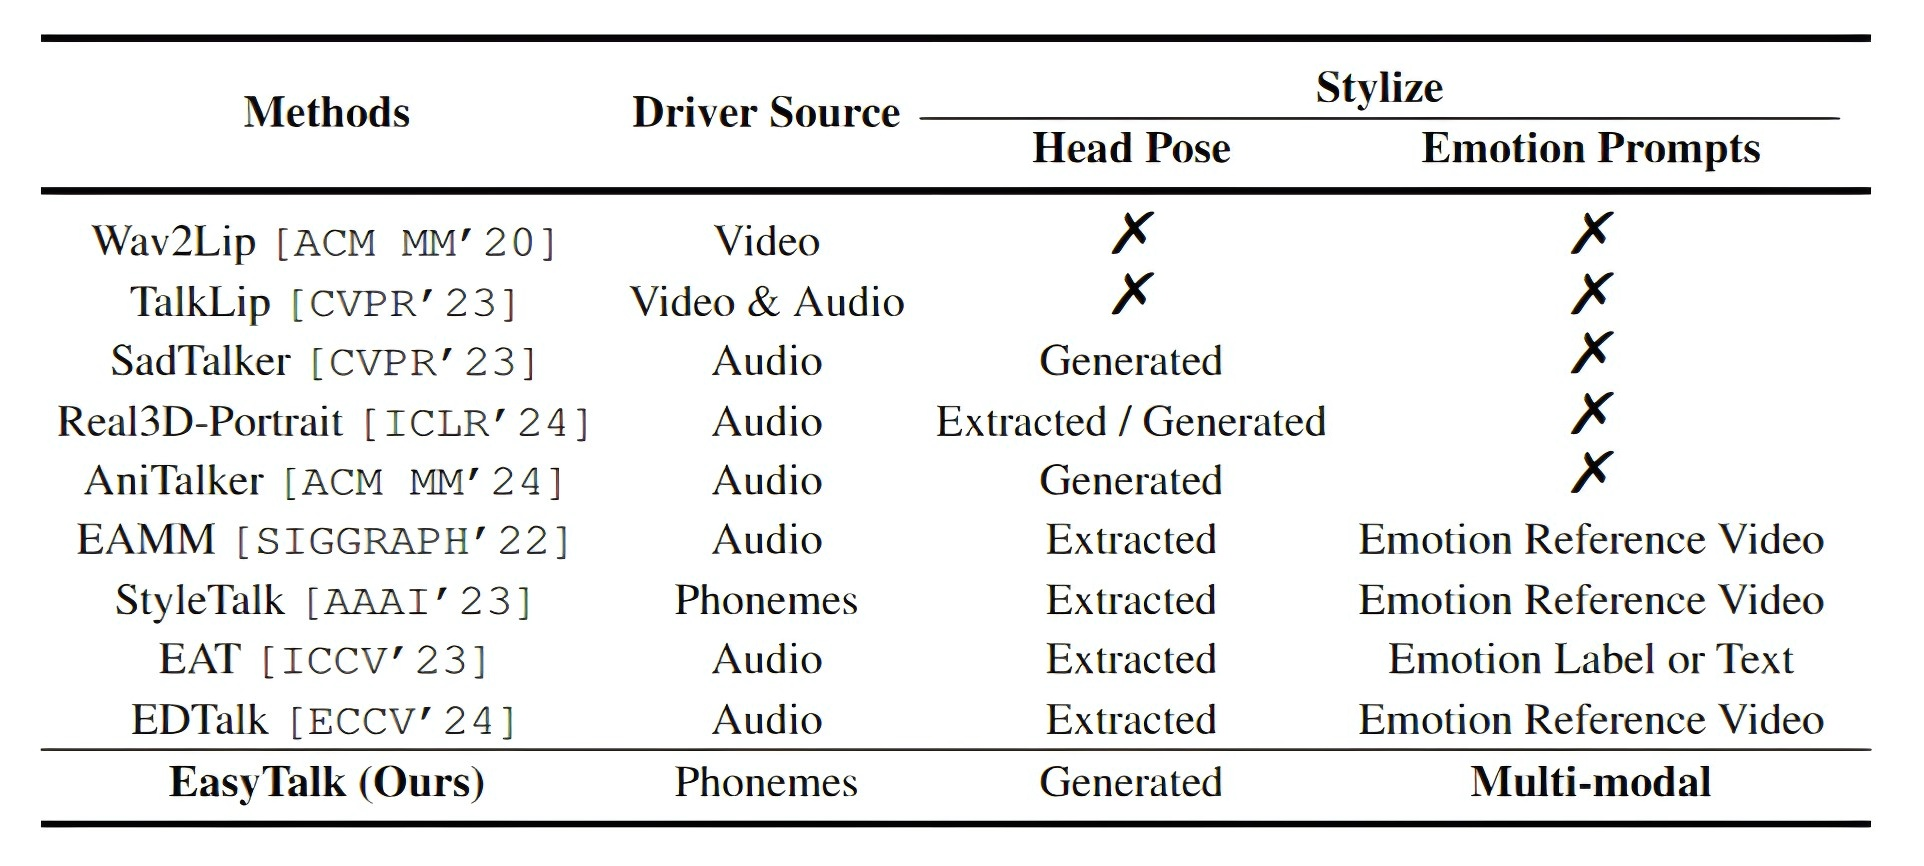 Methods Driver Source Stylize
Head Pose Emotion Prompts
Wav2Lip [ACM MM'20] Video ✗ ✗
TalkLip [CVPR'23] Video & Audio ✗ ✗
SadTalker [CVPR'23] Audio Generated ✗
Real3D-Portrait [ICLR'24] Audio Extracted / Generated ✗
AniTalker [ACM MM'24] Audio Generated ✗
EAMM [SIGGRAPH'22] Audio Extracted Emotion Reference Video
StyleTalk [AAAI'23] Phonemes Extracted Emotion Reference Video
EAT [ICCV'23] Audio Extracted Emotion Label or Text
EDTalk [ECCV'24] Audio Extracted Emotion Reference Video
EasyTalk (Ours) Phonemes Generated Multi-modal